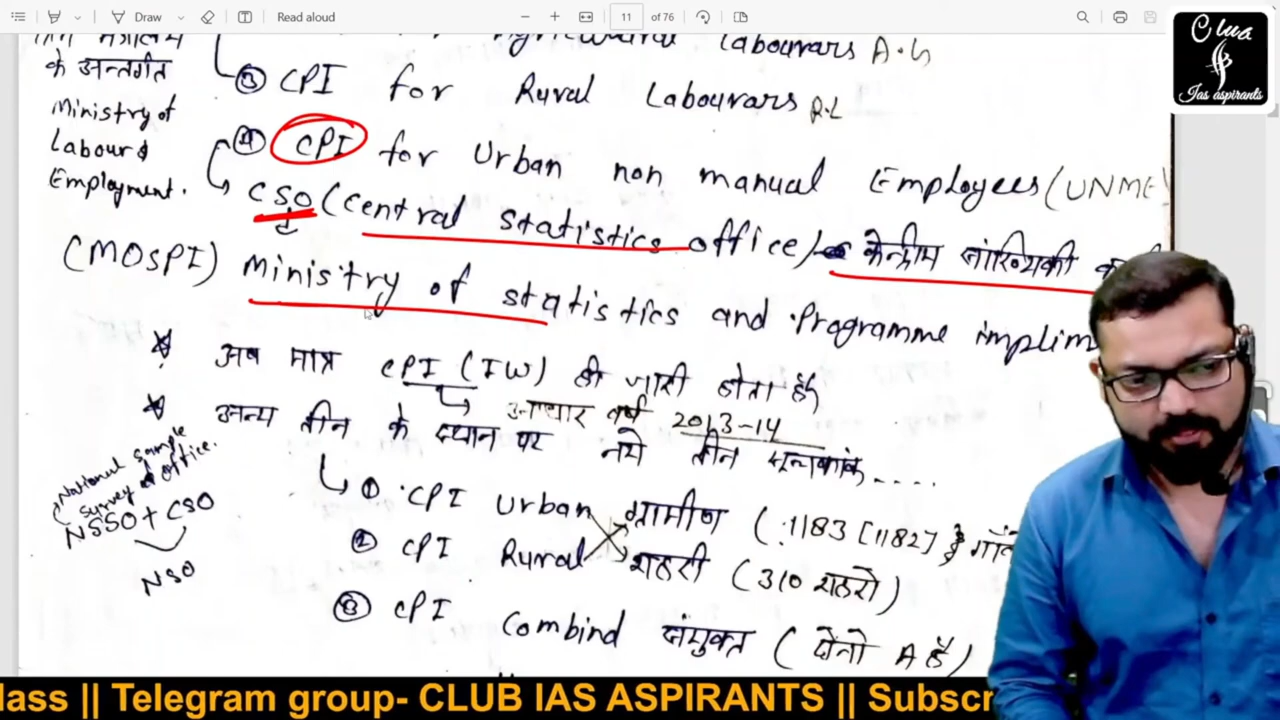 Draw
Read aloud
11 of 76
Club
Ias aspirants
Labourars A.L
के अन्तर्गत
Ministry of
Labour &
Employment.
③ CPI for Rural Labourars R.L
④ CPI for Urban non manual Employees (UNME)
CSO (Central Statistics office)
(MOSPI) Ministry of statistics and Programme implim
अब मात्र CPI (IW) ही जारी होता है
आधार वर्ष 2013-14
अन्य तीन के स्थान पर नये तीन
National Sample
Survey Office.
NSSO + CSO
NSO
① CPI Urban ग्रामीण (1183 [1182]
② CPI Rural शहरी (310 शहरो)
③ CPI Combind संयुक्त (दोनो A है)
lass || Telegram group- CLUB IAS ASPIRANTS || Subscr